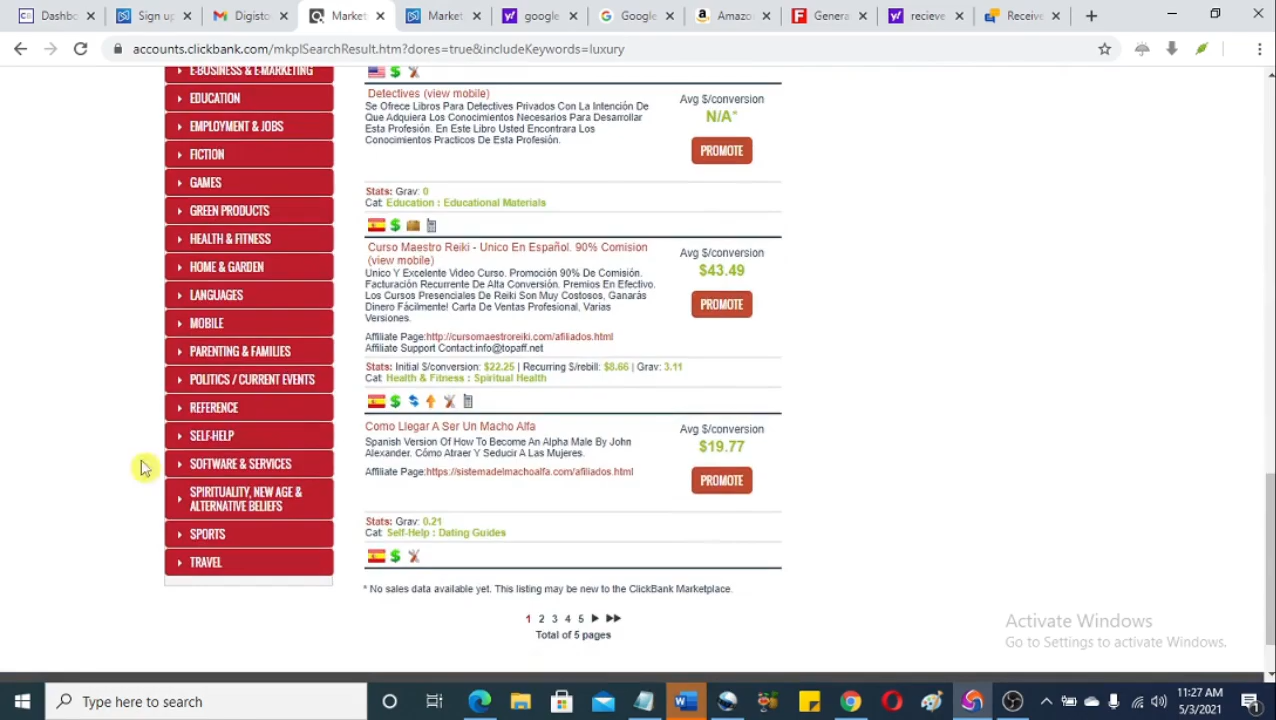 Dashbo
Sign up
Digisto
Market
Market
google
Google
Amazo
Genera
recieve
Receive
accounts.clickbank.com/mkplSearchResult.htm?dores=true&includeKeywords=luxury
E-BUSINESS & E-MARKETING
EDUCATION
EMPLOYMENT & JOBS
FICTION
GAMES
GREEN PRODUCTS
HEALTH & FITNESS
HOME & GARDEN
LANGUAGES
MOBILE
PARENTING & FAMILIES
POLITICS / CURRENT EVENTS
REFERENCE
SELF-HELP
SOFTWARE & SERVICES
SPIRITUALITY, NEW AGE &
ALTERNATIVE BELIEFS
SPORTS
TRAVEL
Detectives (view mobile)
Se Ofrece Libros Para Detectives Privados Con La Intención De
Que Adquiera Los Conocimientos Necesarios Para Desarrollar
Esta Profesión. En Este Libro Usted Encontrara Los
Conocimientos Practicos De Esta Profesión.
Avg $/conversion
N/A*
PROMOTE
Stats: Grav: 0
Cat: Education : Educational Materials
Curso Maestro Reiki - Unico En Español. 90% Comision
(view mobile)
Unico Y Excelente Video Curso. Promoción 90% De Comisión.
Facturación Recurrente De Alta Conversión. Premios En Efectivo.
Los Cursos Presenciales De Reiki Son Muy Costosos, Ganarás
Dinero Fácilmente! Carta De Ventas Profesional, Varias
Versiones.
Affiliate Page:http://cursomaestroreiki.com/afiliados.html
Affiliate Support Contact:info@topaff.net
Avg $/conversion
$43.49
PROMOTE
Stats: Initial $/conversion: $22.25 | Recurring $/rebill: $8.66 | Grav: 3.11
Cat: Health & Fitness : Spiritual Health
Como Llegar A Ser Un Macho Alfa
Spanish Version Of How To Become An Alpha Male By John
Alexander. Cómo Atraer Y Seducir A Las Mujeres.
Affiliate Page:https://sistemadelmachoalfa.com/afiliados.html
Avg $/conversion
$19.77
PROMOTE
Stats: Grav: 0.21
Cat: Self-Help : Dating Guides
* No sales data available yet. This listing may be new to the ClickBank Marketplace.
1 2 3 4 5
Total of 5 pages
Activate Windows
Go to Settings to activate Windows.
Type here to search
11:27 AM
5/3/2021